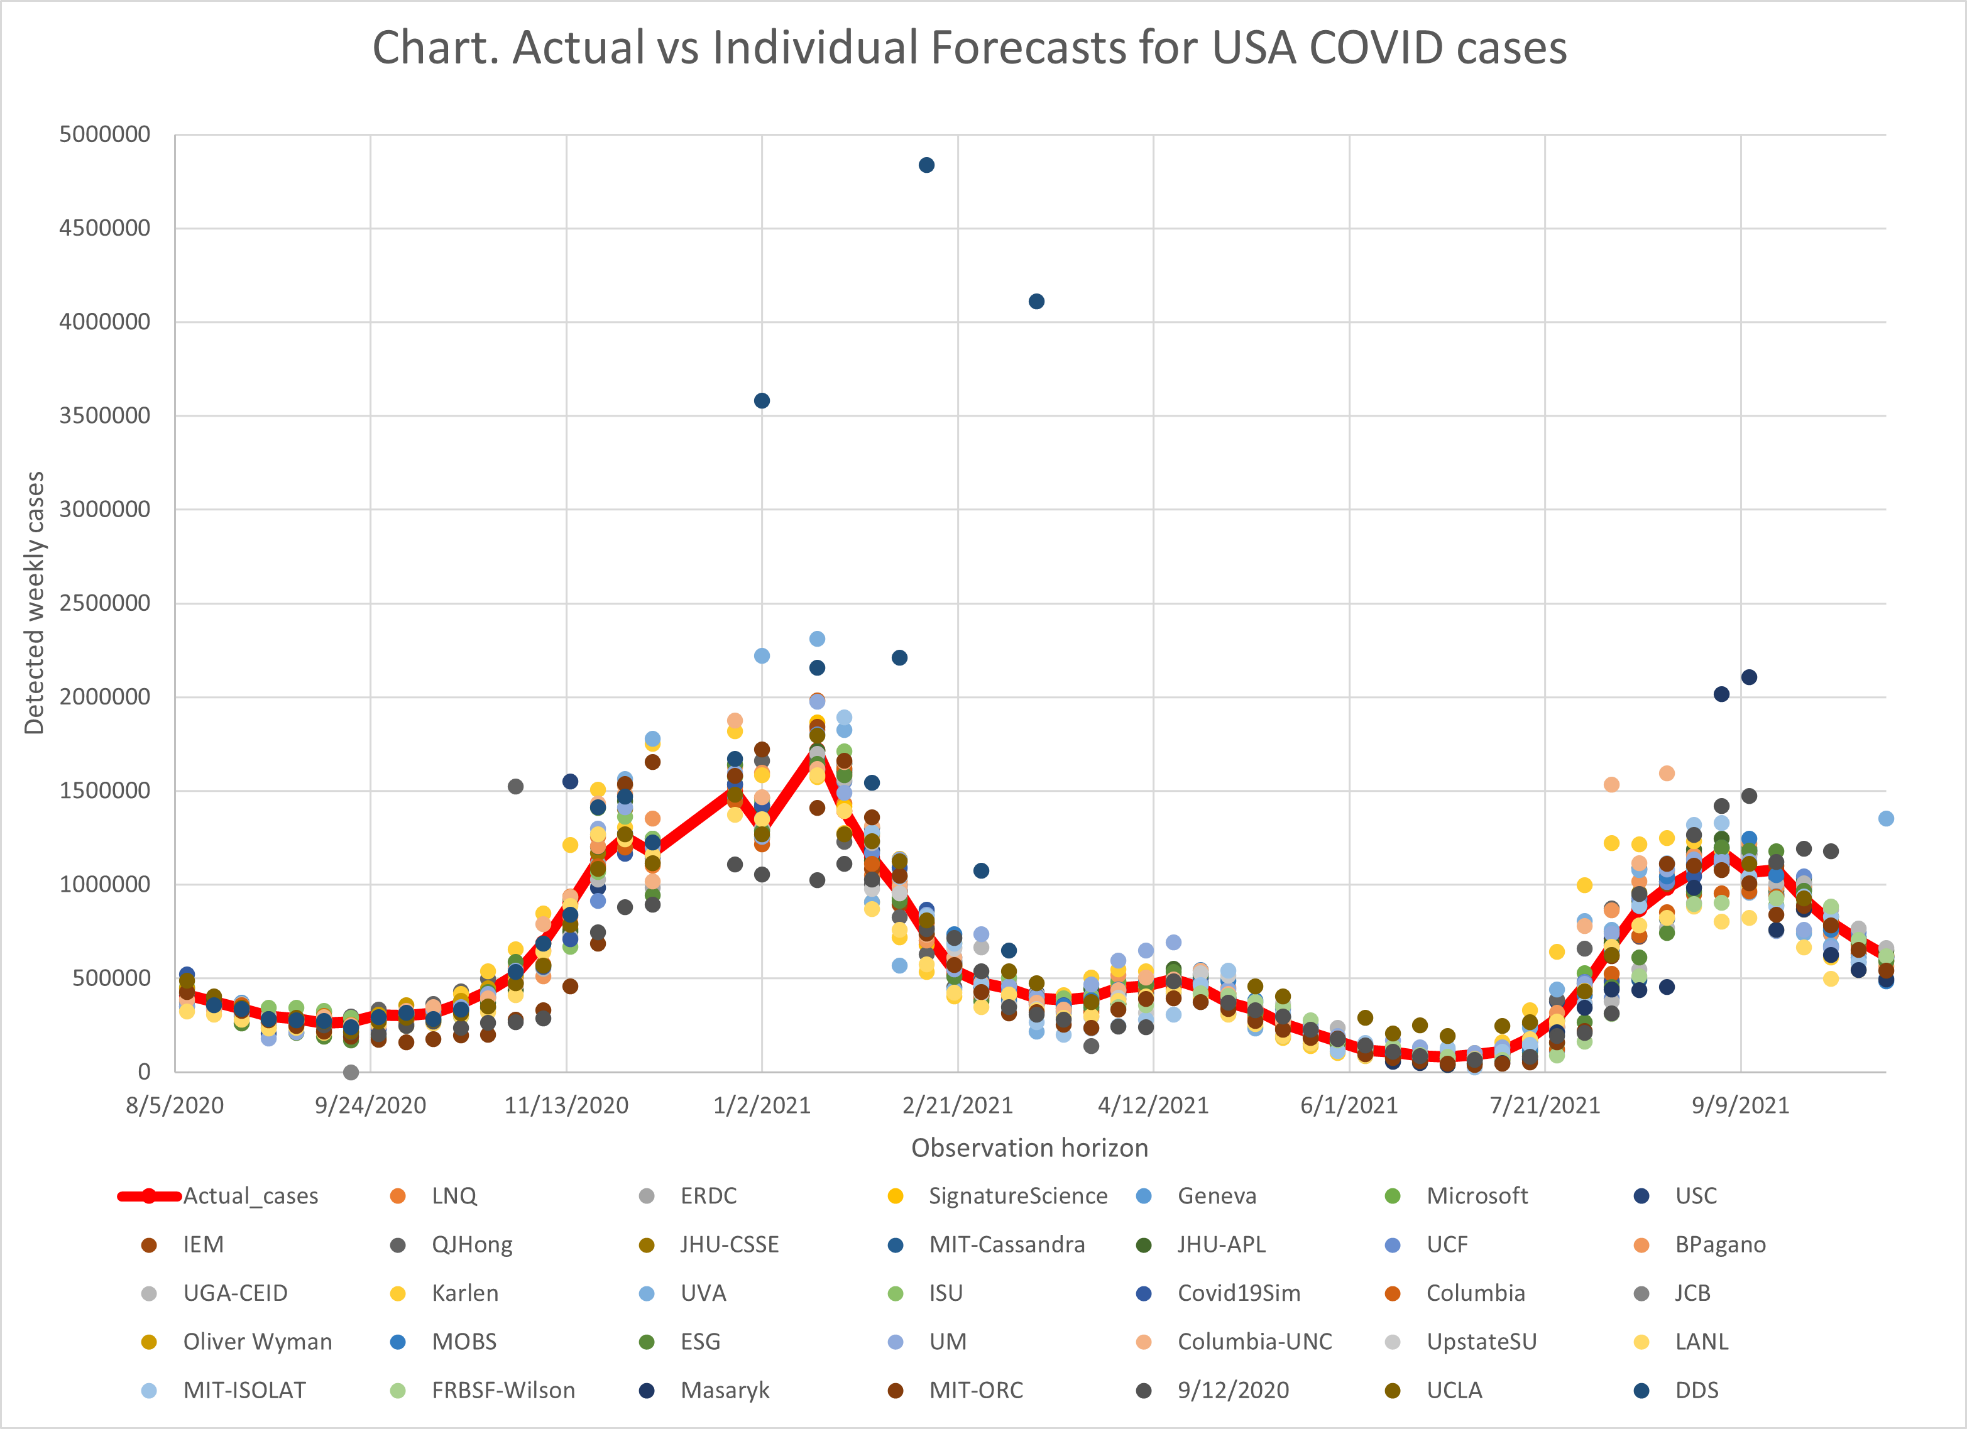 Chart. Actual vs Individual Forecasts for USA COVID cases
5000000
4500000
4000000
3500000
3000000
2500000
2000000
1500000
1000000
500000
0
Detected weekly cases
8/5/2020 9/24/2020 11/13/2020 1/2/2021 2/21/2021 4/12/2021 6/1/2021 7/21/2021 9/9/2021
Observation horizon
Actual_cases LNQ ERDC SignatureScience Geneva Microsoft USC
IEM QJHong JHU-CSSE MIT-Cassandra JHU-APL UCF BPagano
UGA-CEID Karlen UVA ISU Covid19Sim Columbia JCB
Oliver Wyman MOBS ESG UM Columbia-UNC UpstateSU LANL
MIT-ISOLAT FRBSF-Wilson Masaryk MIT-ORC 9/12/2020 UCLA DDS